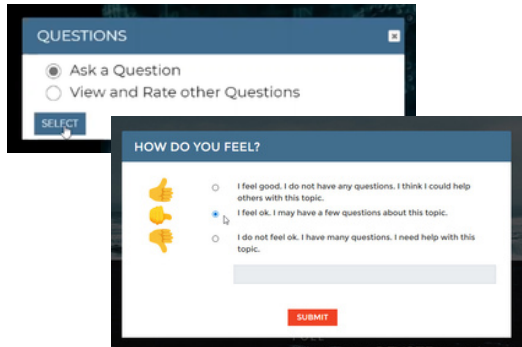 QUESTIONS
Ask a Question
View and Rate other Questions
SELECT
HOW DO YOU FEEL?
I feel good. I do not have any questions. I think I could help
others with this topic.
I feel ok. I may have a few questions about this topic.
I do not feel ok. I have many questions. I need help with this
topic.
SUBMIT